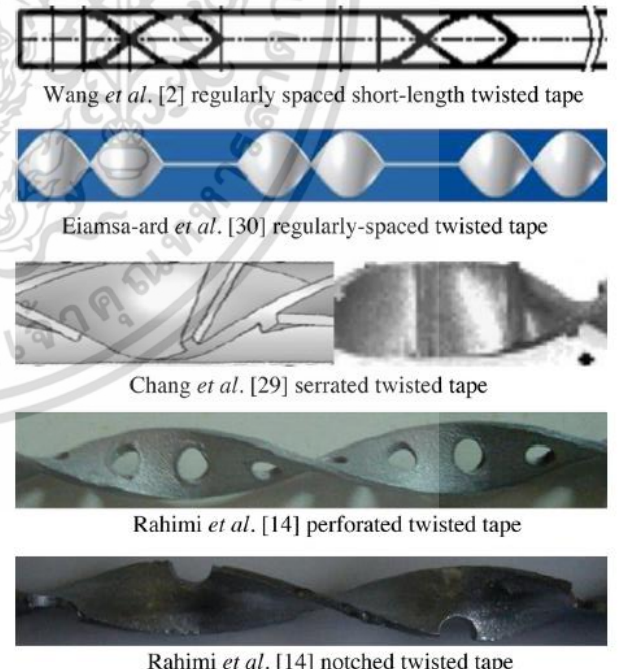 Wang et al. [2] regularly spaced short-length twisted tape
Eiamsa-ard et al. [30] regularly-spaced twisted tape
Chang et al. [29] serrated twisted tape
Rahimi et al. [14] perforated twisted tape
Rahimi et al. [14] notched twisted tape